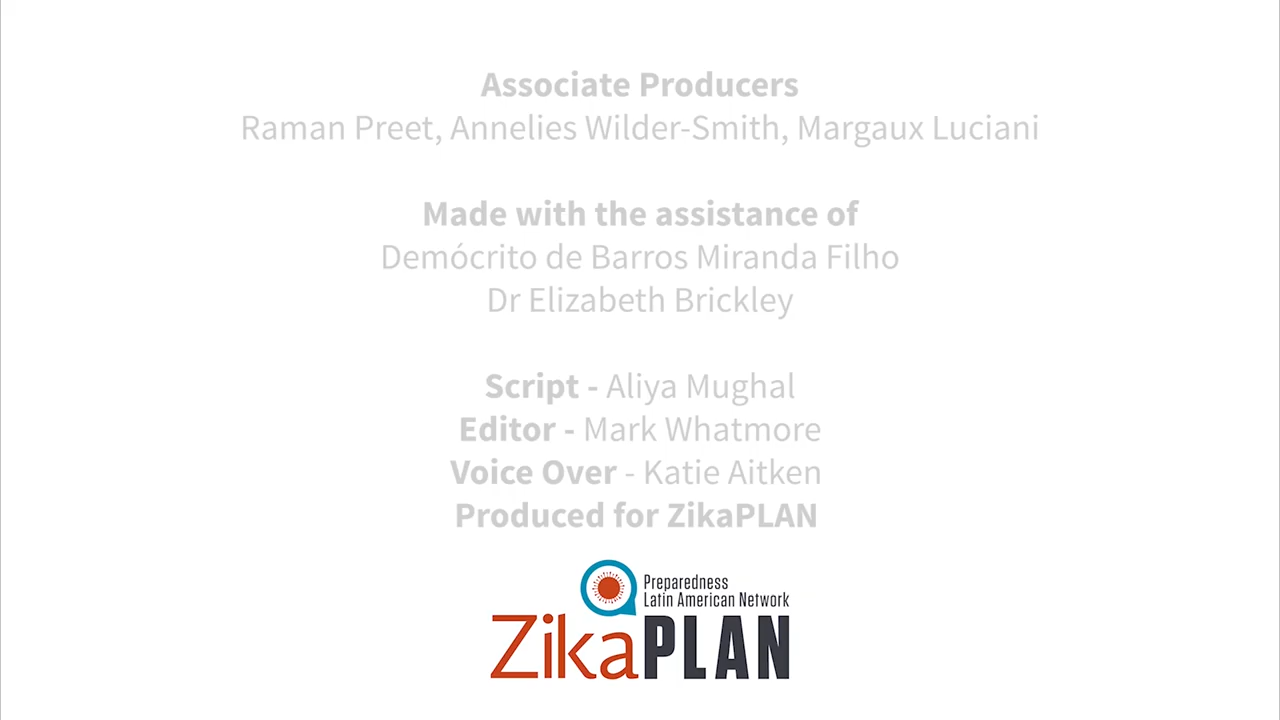 Associate Producers
Raman Preet, Annelies Wilder-Smith, Margaux Luciani
Made with the assistance of
Demócrito de Barros Miranda Filho
Dr Elizabeth Brickley
Script - Aliya Mughal
Editor - Mark Whatmore
Voice Over - Katie Aitken
Produced for ZikaPLAN
Preparedness
Latin American Network
ZikaPLAN